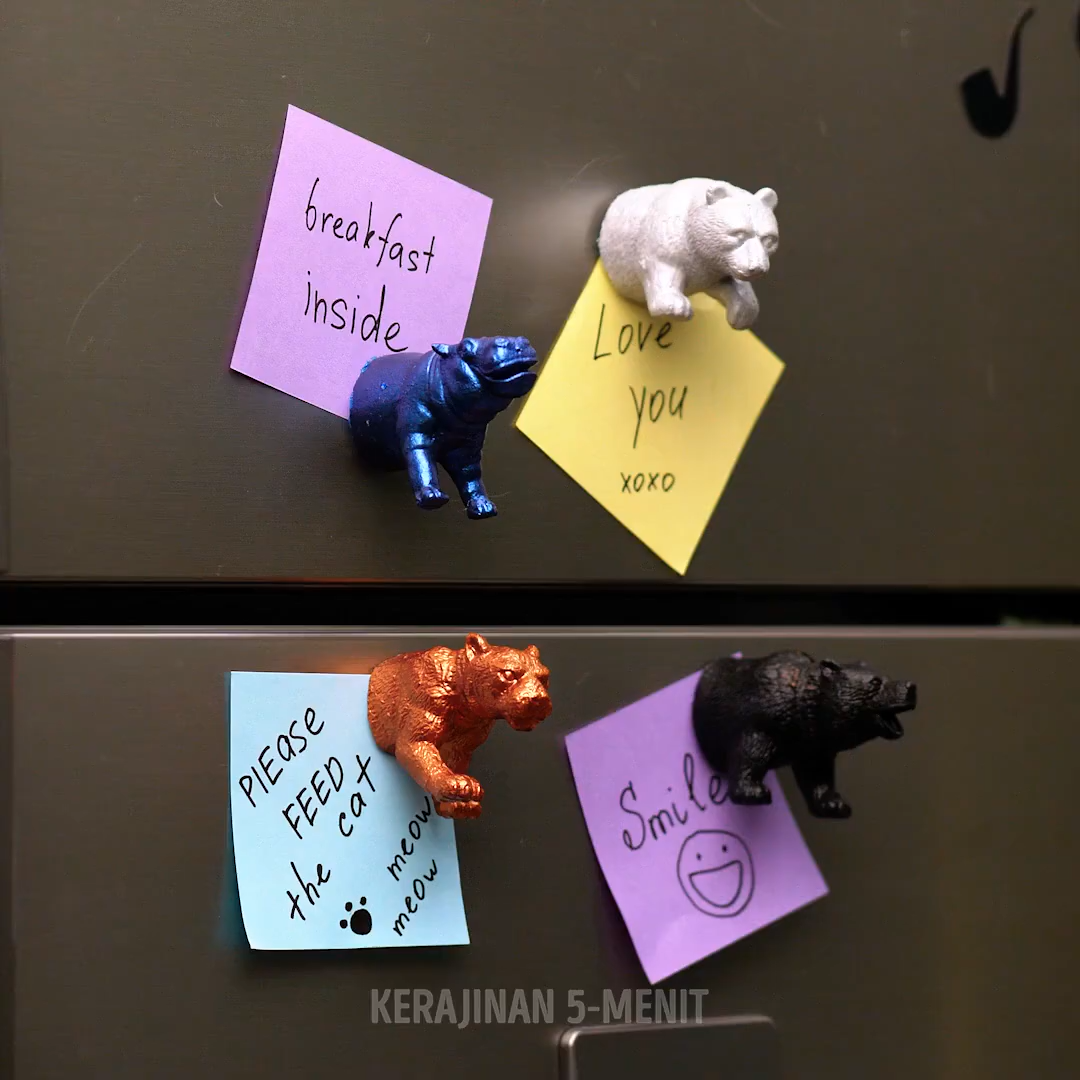 breakfast
inside
Love
you
xoxo
PlEase
FEED
the cat
meow
meow
Smile
KERAJINAN 5-MENIT